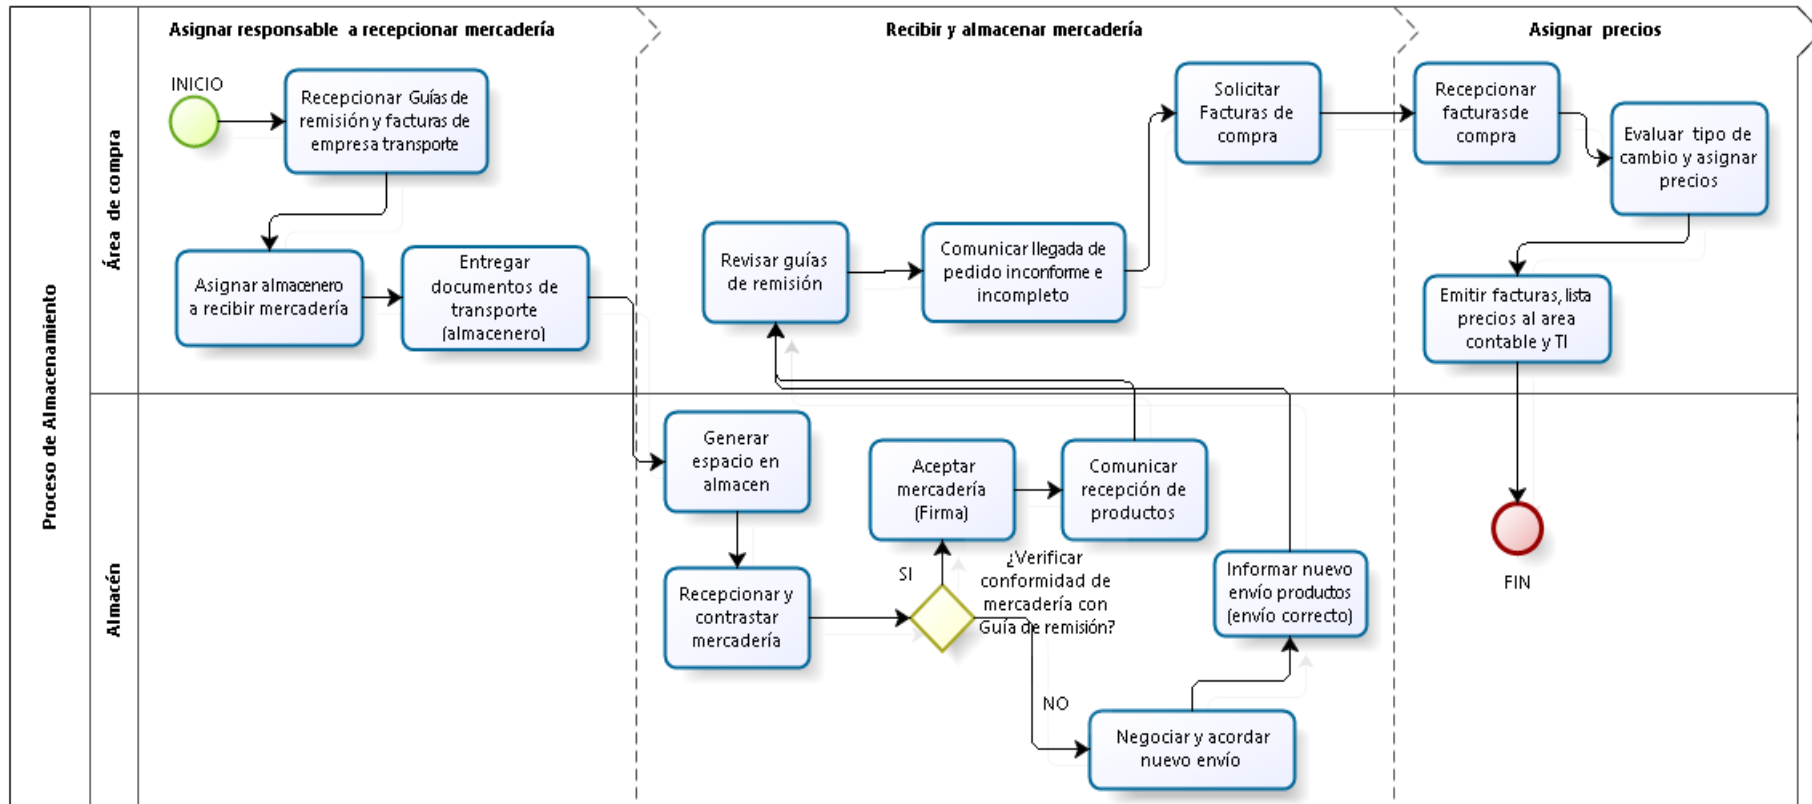 Proceso de Almacenamiento
Asignar responsable a recepcionar mercadería
Recibir y almacenar mercadería
Asignar precios
Área de compra
INICIO
Recepcionar Guías de
remisión y facturas de
empresa transporte
Asignar almacenero
a recibir mercadería
Entregar
documentos de
transporte
(almacenero)
Revisar guías
de remisión
Comunicar llegada de
pedido inconforme e
incompleto
Solicitar
Facturas de
compra
Recepcionar
facturasde
compra
Evaluar tipo de
cambio y asignar
precios
Emitir facturas, lista
precios al area
contable y TI
Almacén
Generar
espacio en
almacen
Recepcionar y
contrastar
mercadería
SI
Aceptar
mercadería
(Firma)
Comunicar
recepción de
productos
¿Verificar
conformidad de
mercadería con
Guía de remisión?
NO
Negociar y acordar
nuevo envío
Informar nuevo
envío productos
(envío correcto)
FIN